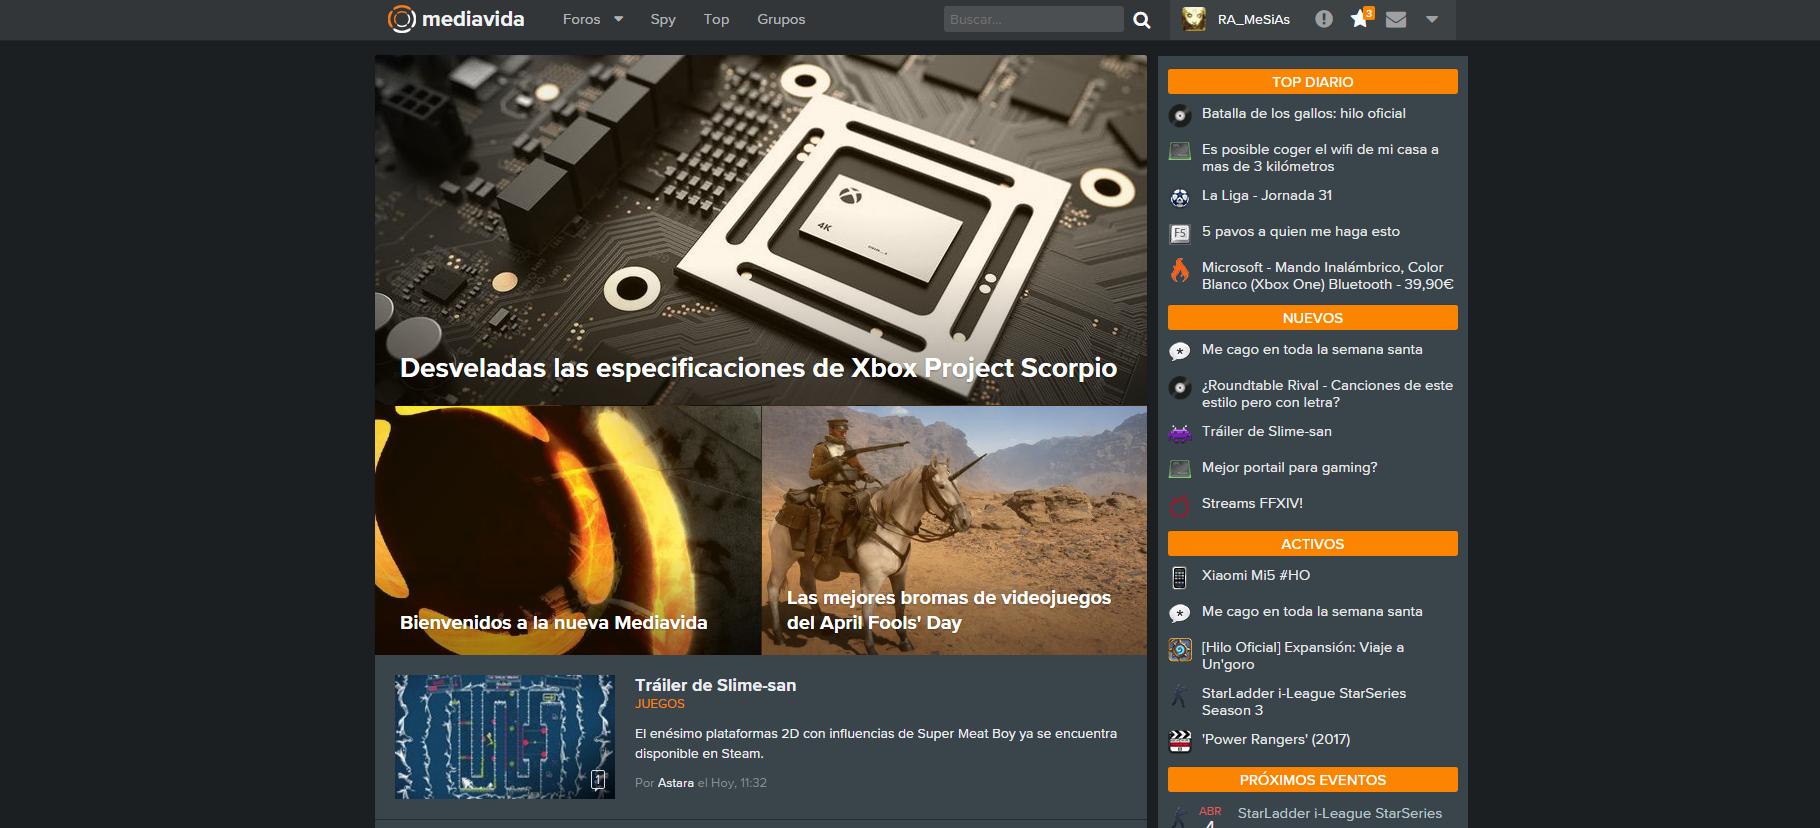 mediavida
Foros
Spy
Top
Grupos
Buscar...
RA_MeSiAs
3
4K
Desveladas las especificaciones de Xbox Project Scorpio
Bienvenidos a la nueva Mediavida
Las mejores bromas de videojuegos
del April Fools' Day
Tráiler de Slime-san
JUEGOS
El enésimo plataformas 2D con influencias de Super Meat Boy ya se encuentra
disponible en Steam.
Por Astara el Hoy, 11:32
1
TOP DIARIO
Batalla de los gallos: hilo oficial
Es posible coger el wifi de mi casa a
mas de 3 kilómetros
La Liga - Jornada 31
F5
5 pavos a quien me haga esto
Microsoft - Mando Inalámbrico, Color
Blanco (Xbox One) Bluetooth - 39,90€
NUEVOS
Me cago en toda la semana santa
¿Roundtable Rival - Canciones de este
estilo pero con letra?
Tráiler de Slime-san
Mejor portail para gaming?
Streams FFXIV!
ACTIVOS
Xiaomi Mi5 #HO
Me cago en toda la semana santa
[Hilo Oficial] Expansión: Viaje a
Un'goro
StarLadder i-League StarSeries
Season 3
'Power Rangers' (2017)
PRÓXIMOS EVENTOS
ABR
4
StarLadder i-League StarSeries